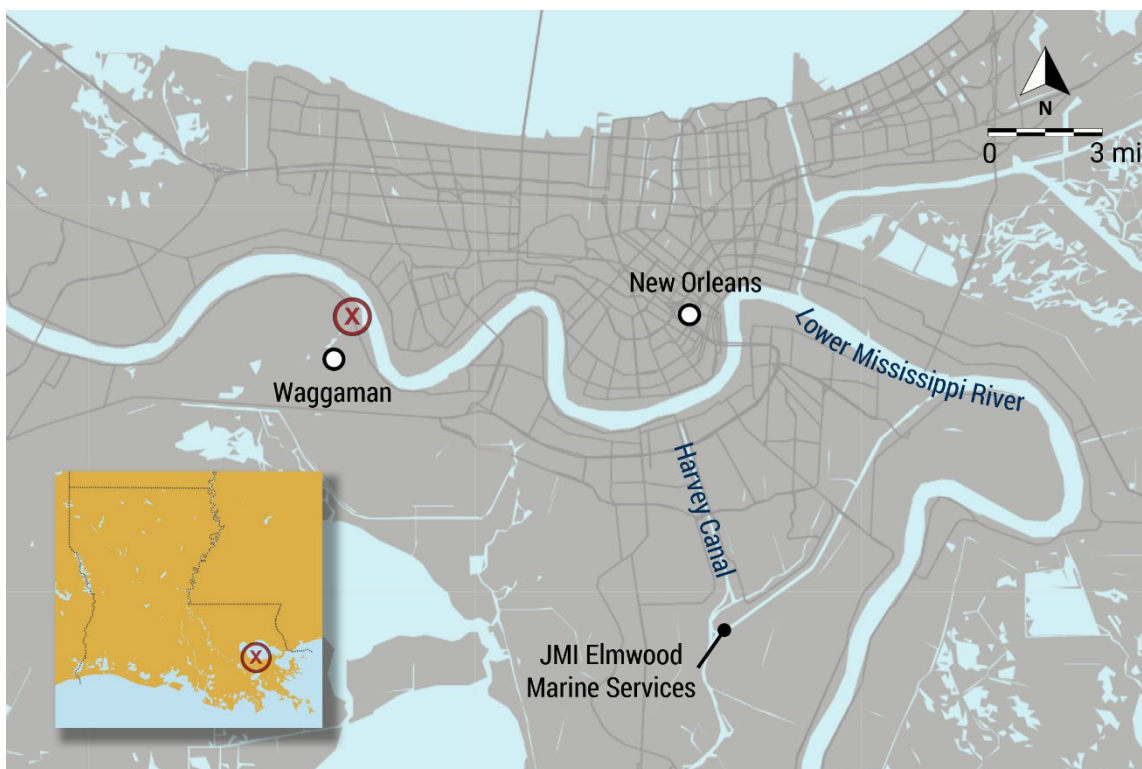 N
0 3 mi
New Orleans
X
Lower Mississippi River
Waggaman
Harvey Canal
X
JMI Elmwood
Marine Services